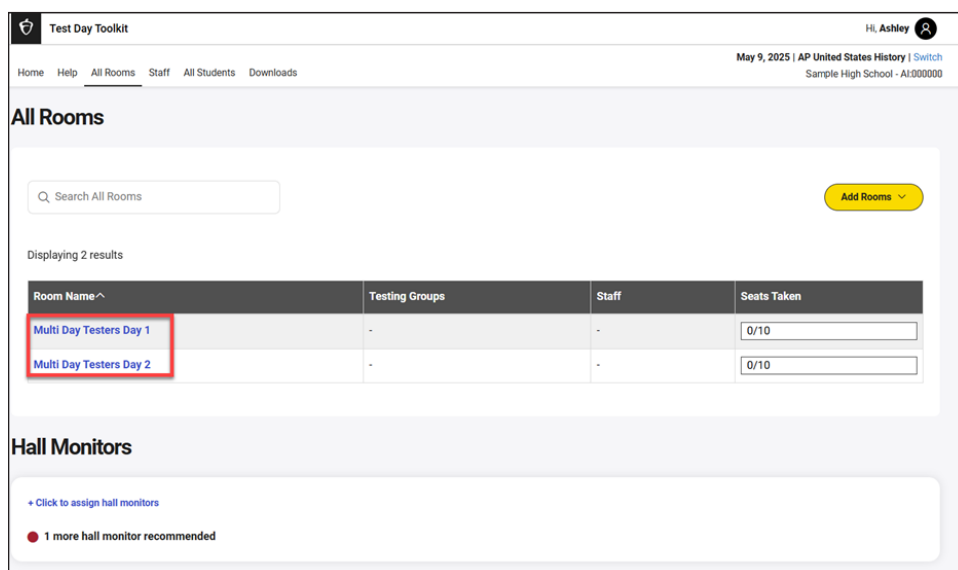 Test Day Toolkit
Hi, Ashley
May 9, 2025 | AP United States History | Switch
Home Help All Rooms Staff All Students Downloads
Sample High School - AI:000000
All Rooms
Search All Rooms
Add Rooms
Displaying 2 results
Room Name Testing Groups Staff Seats Taken
Multi Day Testers Day 1 - - 0/10
Multi Day Testers Day 2 - - 0/10
Hall Monitors
+ Click to assign hall monitors
1 more hall monitor recommended